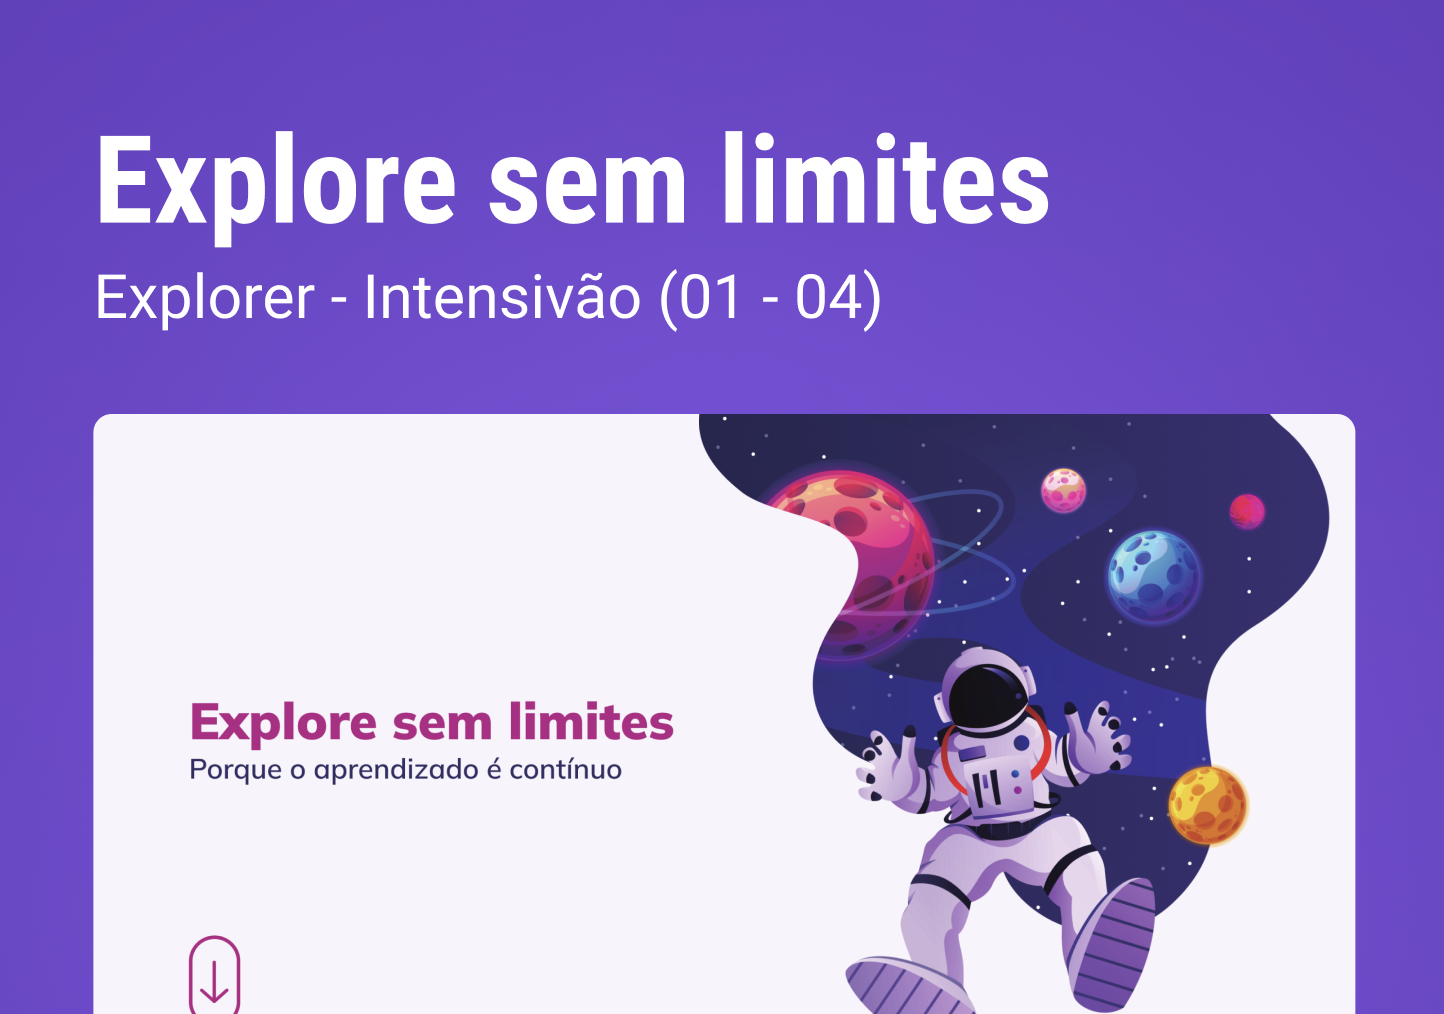 Explore sem limites
Explorer - Intensivão (01 - 04)
Explore sem limites
Porque o aprendizado é contínuo